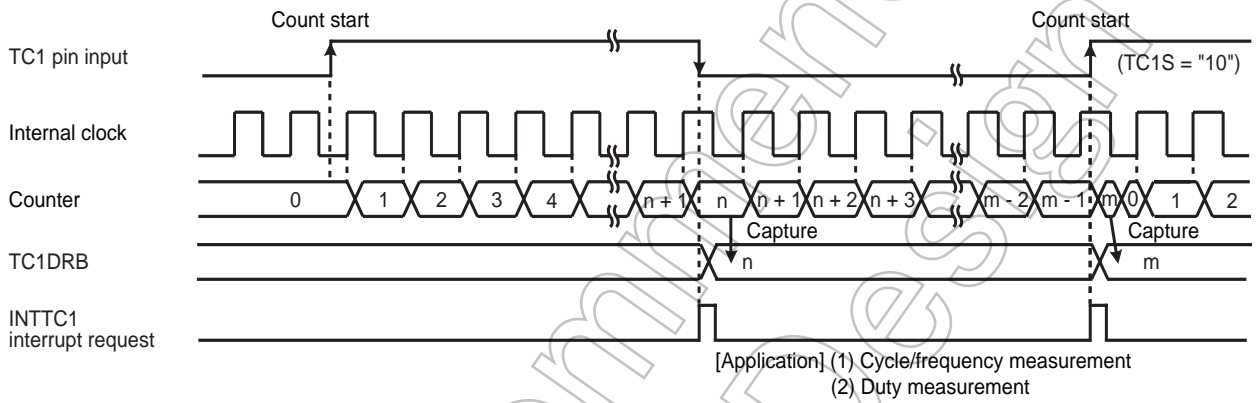 Count start
Count start
TC1 pin input
(TC1S = "10")
Internal clock
Counter
0 1 2 3 4 n + 1 n n + 1 n + 2 n + 3 m - 2 m - 1 m 0 1 2
Capture
Capture
TC1DRB
n
m
INTTC1
interrupt request
[Application] (1) Cycle/frequency measurement
(2) Duty measurement